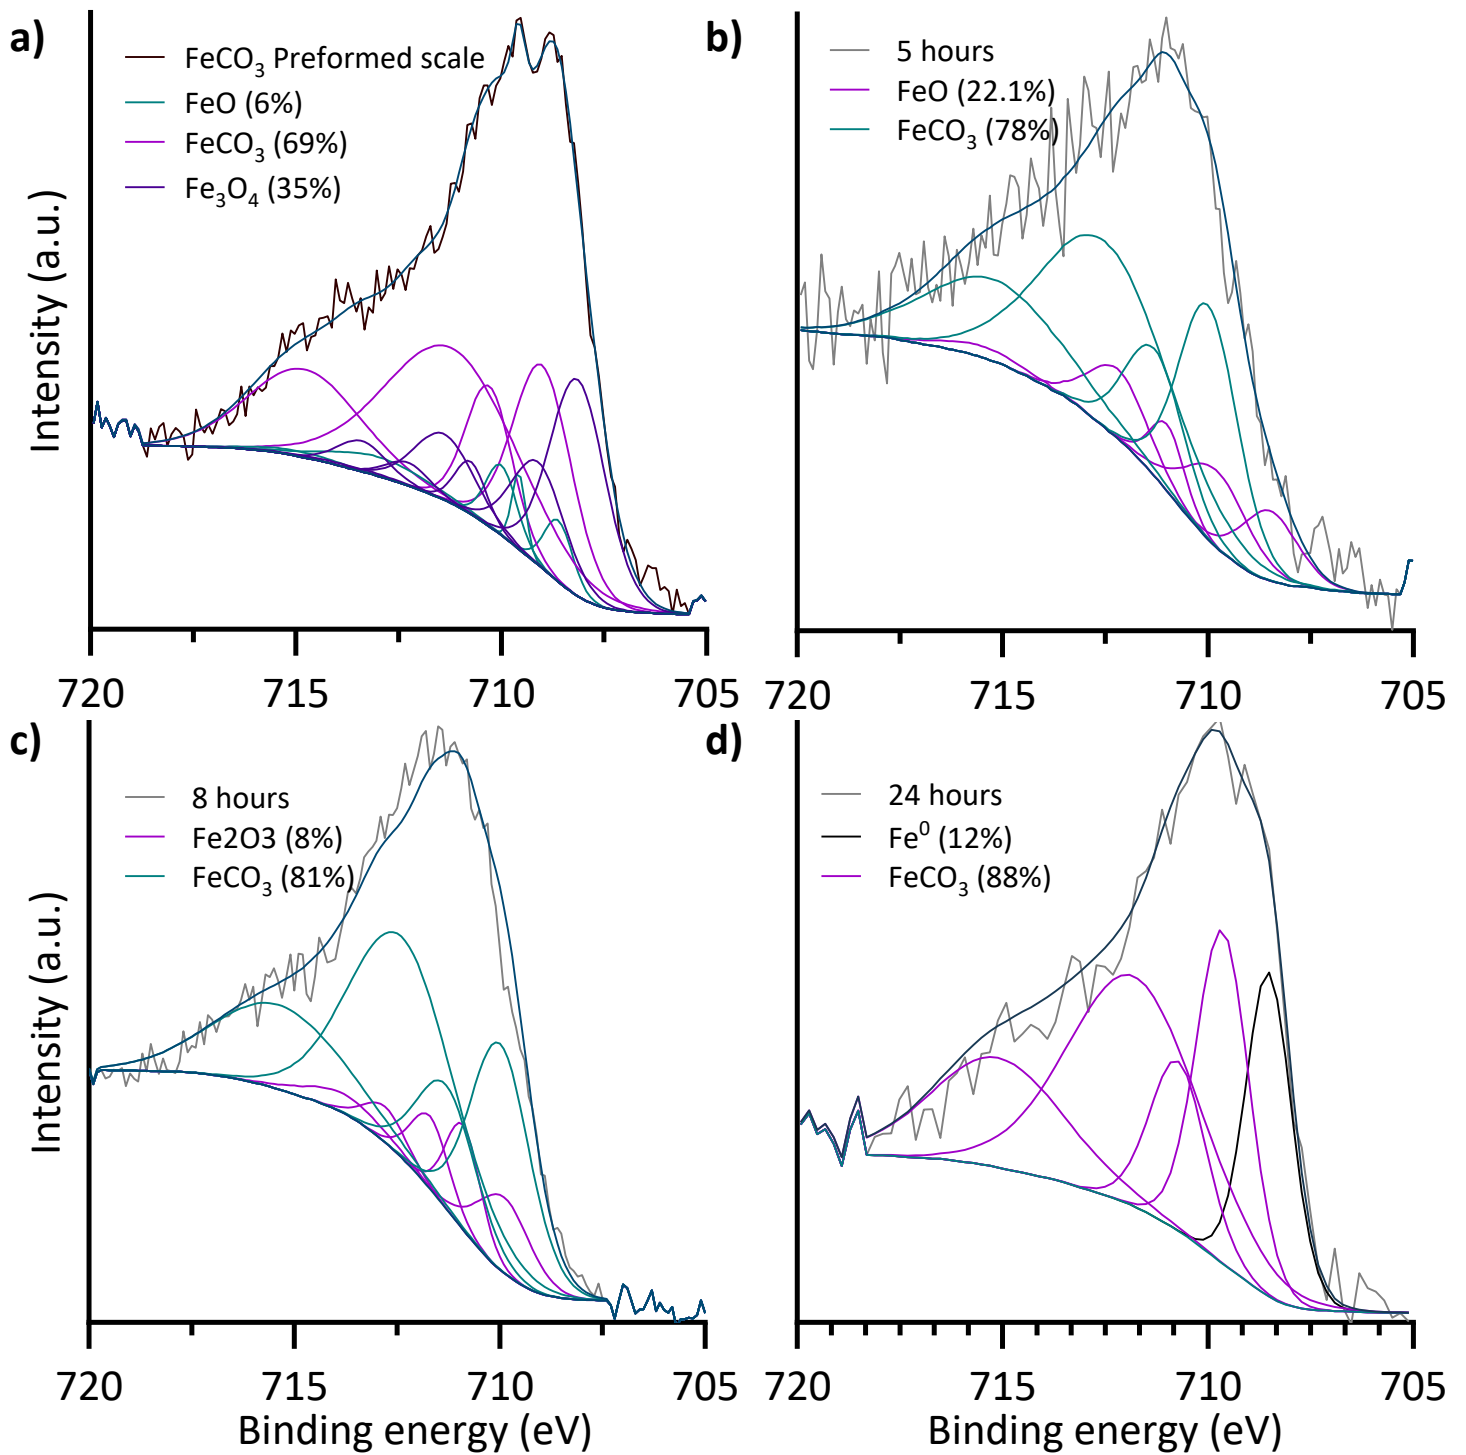 a)
FeCO₃ Preformed scale
FeO (6%)
FeCO₃ (69%)
Fe₃O₄ (35%)
Intensity (a.u.)
720 715 710 705
b)
5 hours
FeO (22.1%)
FeCO₃ (78%)
720 715 710 705
c)
8 hours
Fe2O3 (8%)
FeCO₃ (81%)
Intensity (a.u.)
720 715 710 705
Binding energy (eV)
d)
24 hours
Fe⁰ (12%)
FeCO₃ (88%)
720 715 710 705
Binding energy (eV)